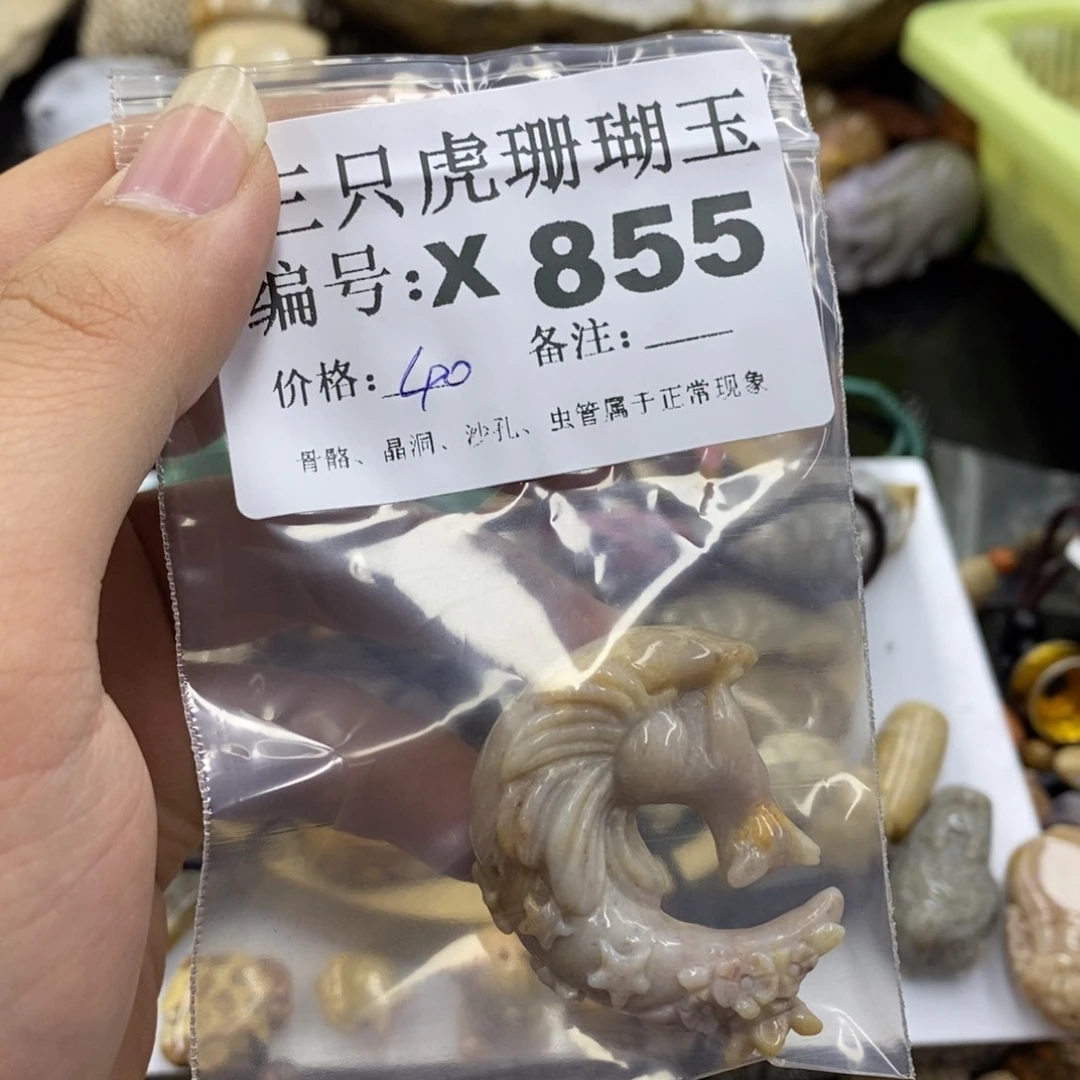 三只虎珊瑚玉
编号:X 855
价格: 400 备注:
骨骼、晶洞、沙孔、虫管属于正常现象